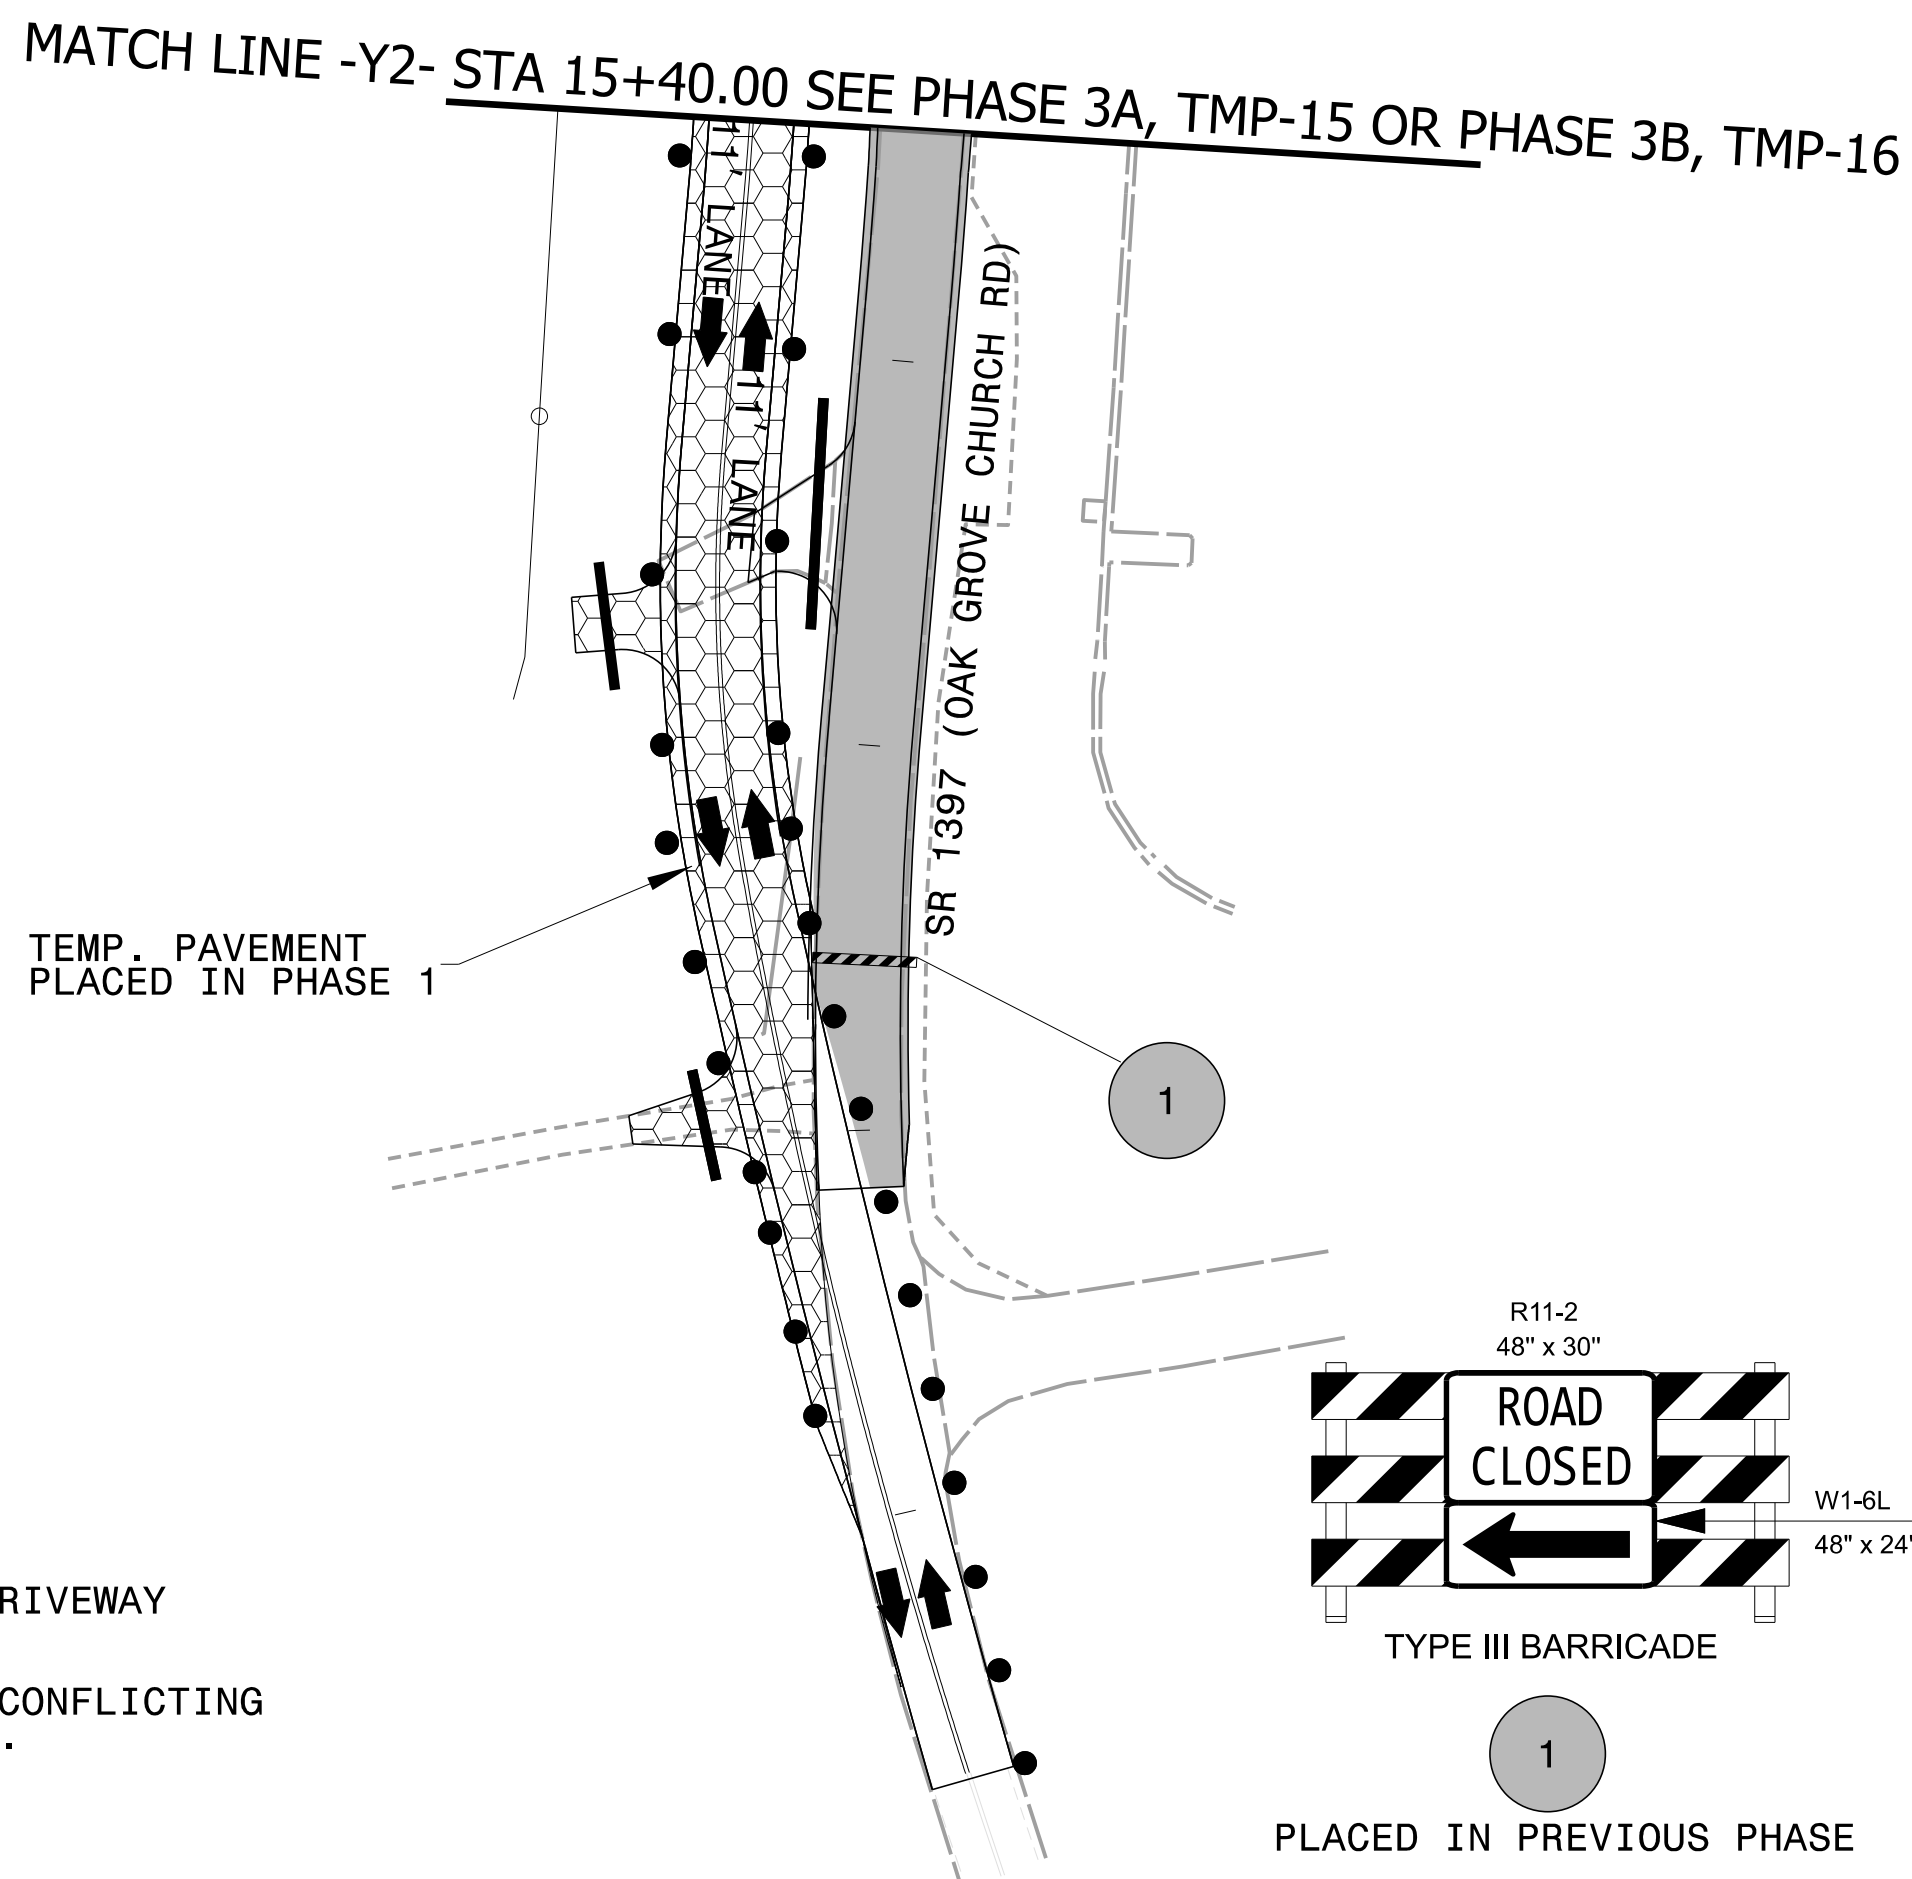 MATCH LINE -Y2- STA 15+40.00 SEE PHASE 3A, TMP-15 OR PHASE 3B, TMP-16
11' LANE
11' LANE
SR 1397 (OAK GROVE CHURCH RD)
TEMP. PAVEMENT
PLACED IN PHASE 1
1
R11-2
48" x 30"
ROAD
CLOSED
W1-6L
48" x 24"
TYPE III BARRICADE
1
PLACED IN PREVIOUS PHASE
RIVEWAY
CONFLICTING
.